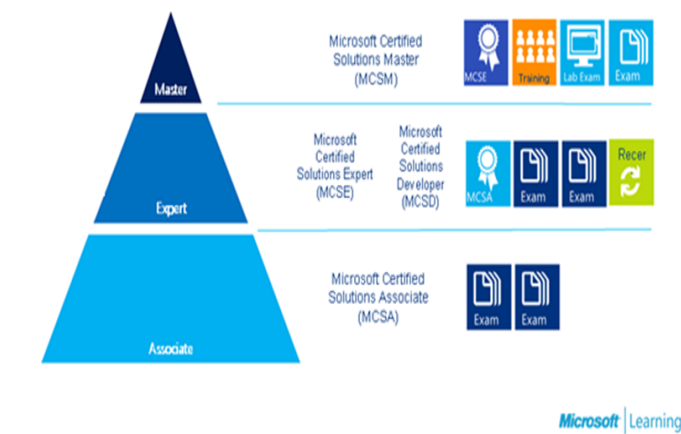 Master
Microsoft Certified
Solutions Master
(MCSM)
MCSE
Training
Lab Exam
Exam
Expert
Microsoft
Certified
Solutions Expert
(MCSE)
Microsoft
Certified
Solutions
Developer
(MCSD)
MCSA
Exam
Exam
Recer
Associate
Microsoft Certified
Solutions Associate
(MCSA)
Exam
Exam
Microsoft Learning